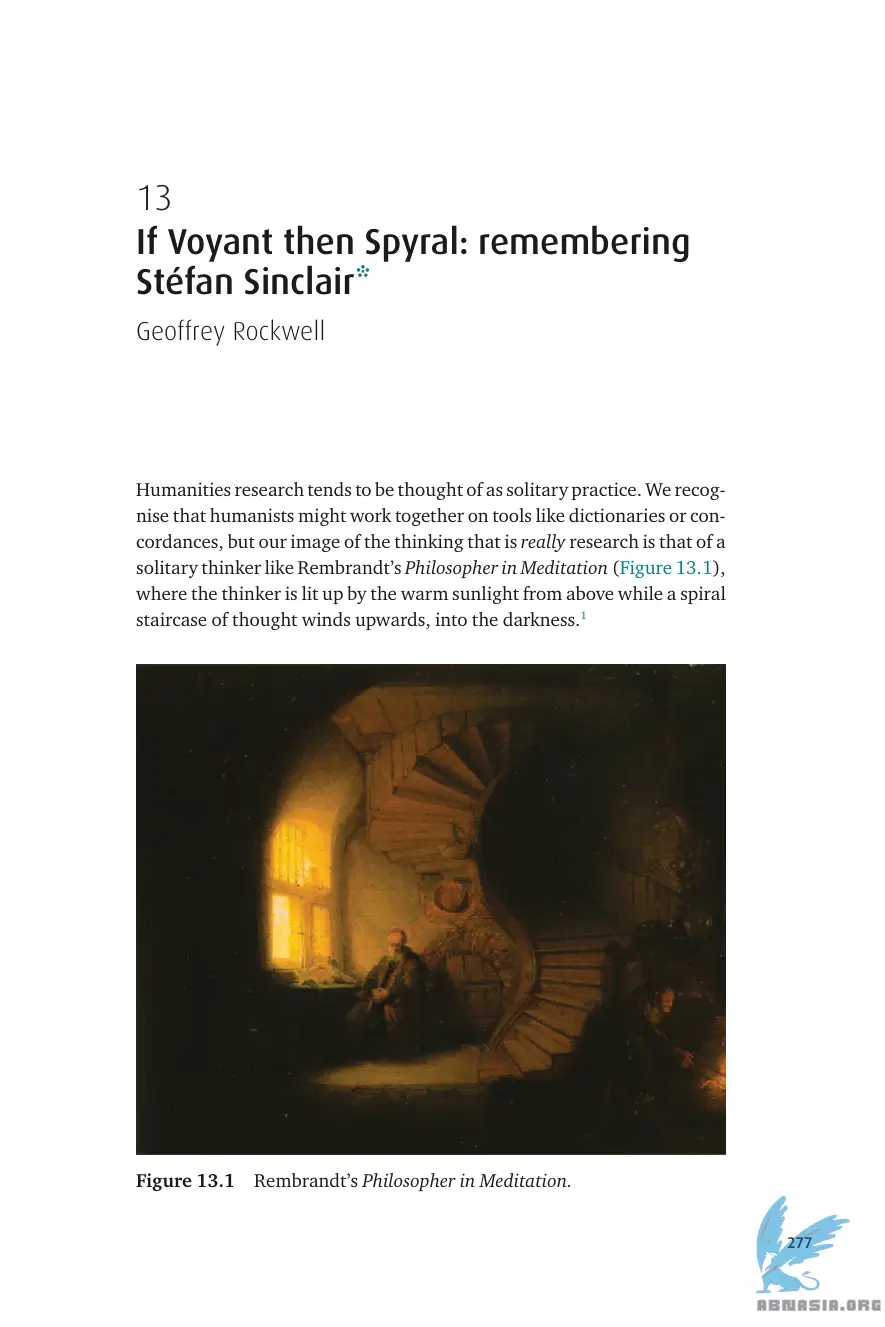 13
If Voyant then Spyral: remembering
Stéfan Sinclair*
Geoffrey Rockwell
Humanities research tends to be thought of as solitary practice. We recog-
nise that humanists might work together on tools like dictionaries or con-
cordances, but our image of the thinking that is really research is that of a
solitary thinker like Rembrandt’s Philosopher in Meditation (Figure 13.1),
where the thinker is lit up by the warm sunlight from above while a spiral
staircase of thought winds upwards, into the darkness.1
Figure 13.1 Rembrandt’s Philosopher in Meditation.
277
ABNASIA.ORG